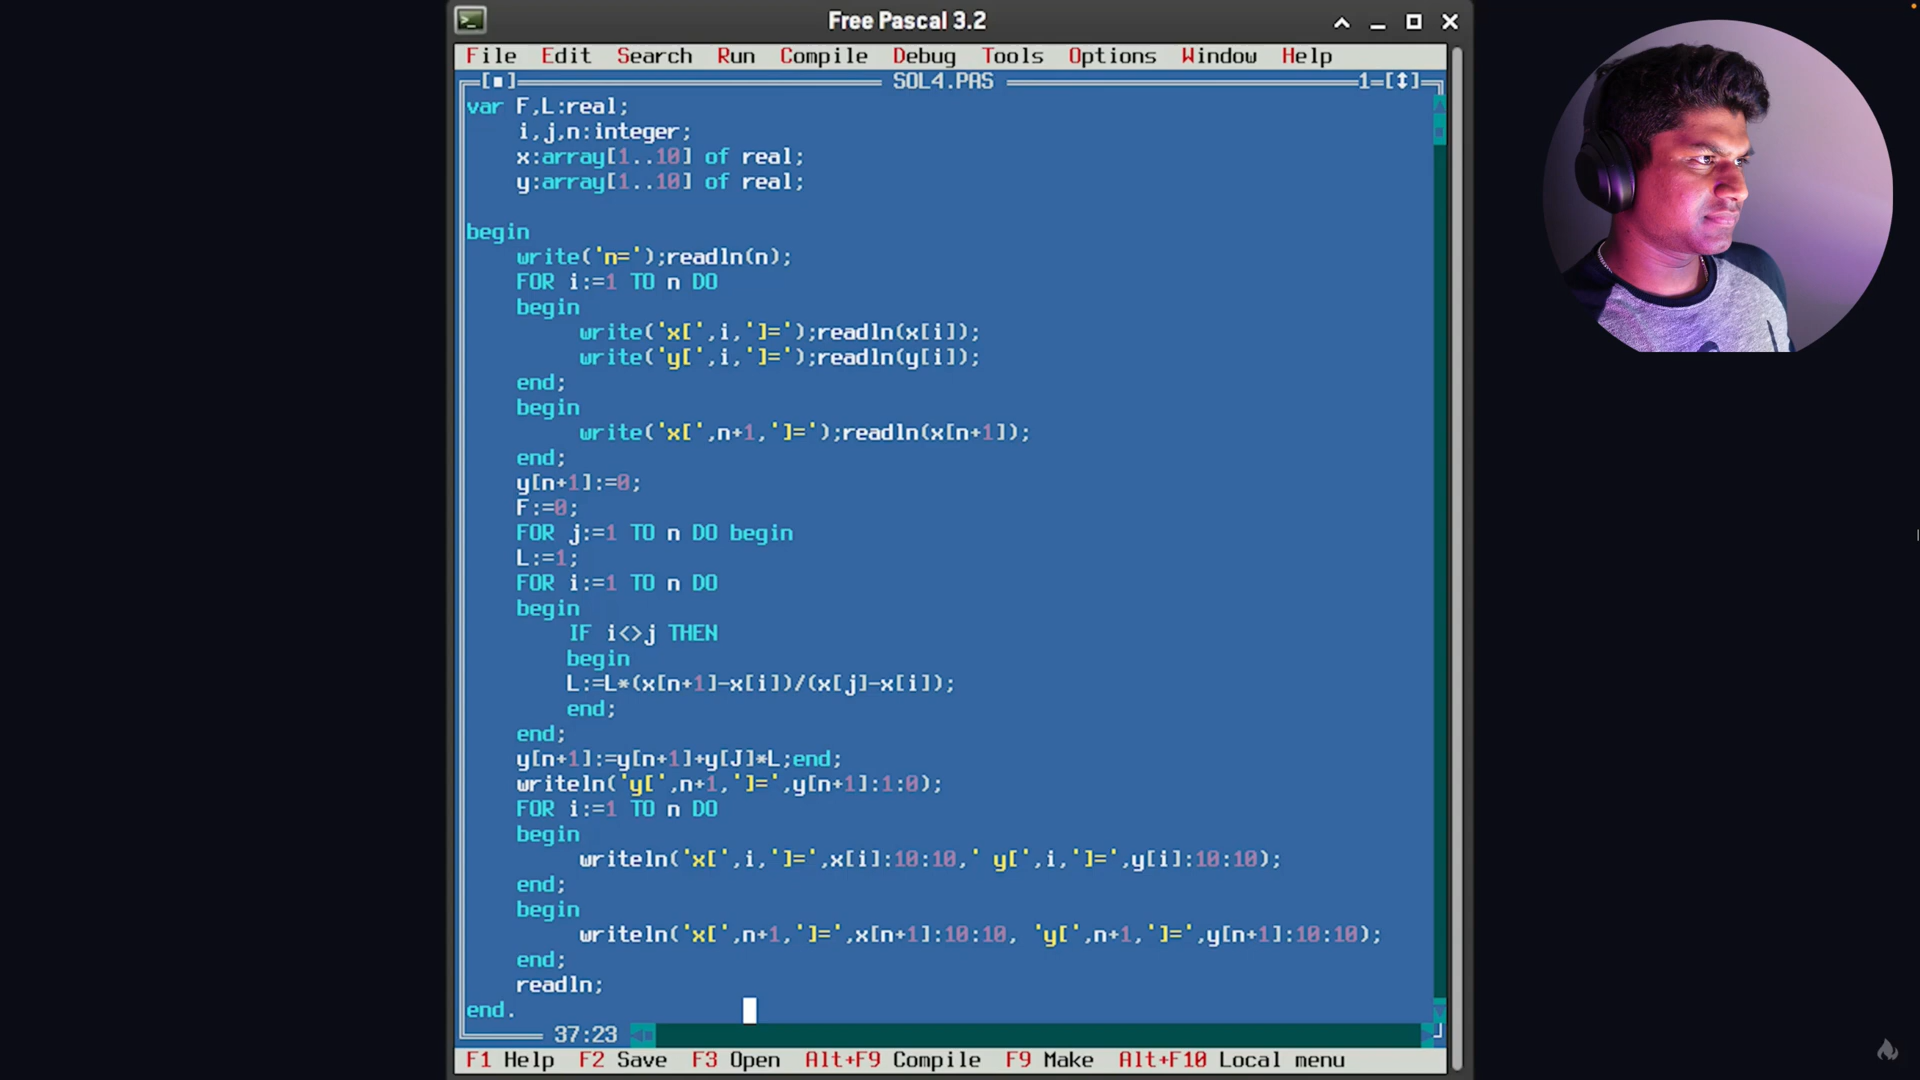 Free Pascal 3.2
File Edit Search Run Compile Debug Tools Options Window Help
SOL4.PAS 1=[↕]
var F,L:real;
i,j,n:integer;
x:array[1..10] of real;
y:array[1..10] of real;
begin
write('n=');readln(n);
FOR i:=1 TO n DO
begin
write('x[',i,']=');readln(x[i]);
write('y[',i,']=');readln(y[i]);
end;
begin
write('x[',n+1,']=');readln(x[n+1]);
end;
y[n+1]:=0;
F:=0;
FOR j:=1 TO n DO begin
L:=1;
FOR i:=1 TO n DO
begin
IF i<>j THEN
begin
L:=L*(x[n+1]-x[i])/(x[j]-x[i]);
end;
end;
y[n+1]:=y[n+1]+y[J]*L;end;
writeln('y[',n+1,']=',y[n+1]:1:0);
FOR i:=1 TO n DO
begin
writeln('x[',i,']=',x[i]:10:10,' y[',i,']=',y[i]:10:10);
end;
begin
writeln('x[',n+1,']=',x[n+1]:10:10, 'y[',n+1,']=',y[n+1]:10:10);
end;
readln;
end.
37:23
F1 Help F2 Save F3 Open Alt+F9 Compile F9 Make Alt+F10 Local menu